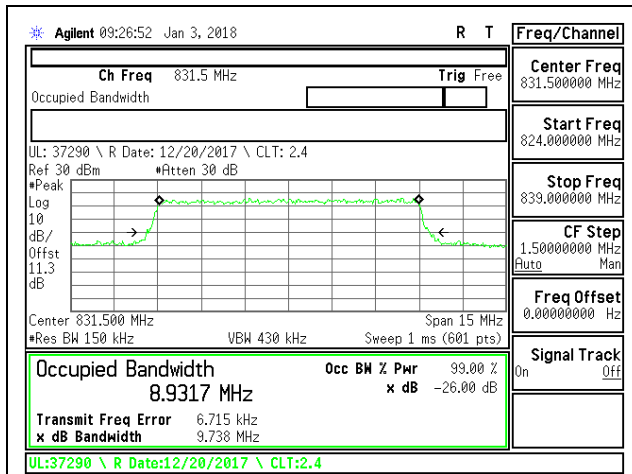 Agilent 09:26:52 Jan 3, 2018 R T
Freq/Channel
Ch Freq 831.5 MHz Trig Free
Occupied Bandwidth
Center Freq
831.500000 MHz
Start Freq
824.000000 MHz
Stop Freq
839.000000 MHz
CF Step
1.50000000 MHz
Auto Man
Freq Offset
0.00000000 Hz
Signal Track
On Off
UL: 37290 \ R Date: 12/20/2017 \ CLT: 2.4
Ref 30 dBm #Atten 30 dB
#Peak
Log
10
dB/
Offst
11.3
dB
Center 831.500 MHz Span 15 MHz
#Res BW 150 kHz VBW 430 kHz Sweep 1 ms (601 pts)
Occupied Bandwidth Occ BW % Pwr 99.00 %
8.9317 MHz x dB -26.00 dB
Transmit Freq Error 6.715 kHz
x dB Bandwidth 9.738 MHz
UL:37290 \ R Date:12/20/2017 \ CLT:2.4